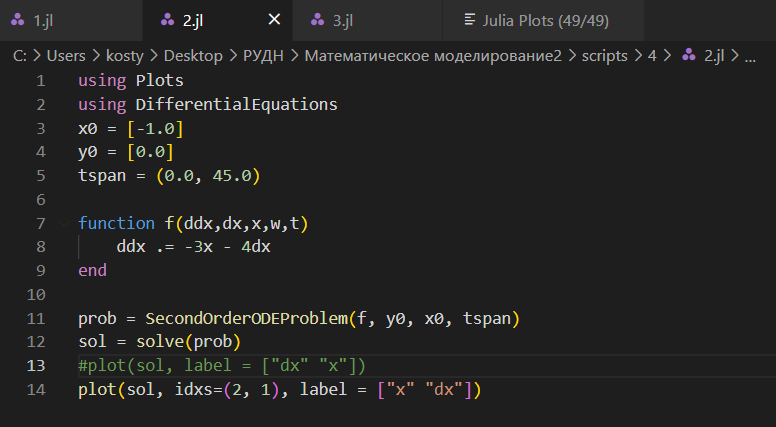 1.jl
2.jl
3.jl
Julia Plots (49/49)
C: > Users > kosty > Desktop > РУДН > Математическое моделирование2 > scripts > 4 > 2.jl > ...
1 using Plots
2 using DifferentialEquations
3 x0 = [-1.0]
4 y0 = [0.0]
5 tspan = (0.0, 45.0)
6
7 function f(ddx,dx,x,w,t)
8     ddx .= -3x - 4dx
9 end
10
11 prob = SecondOrderODEProblem(f, y0, x0, tspan)
12 sol = solve(prob)
13 #plot(sol, label = ["dx" "x"])
14 plot(sol, idxs=(2, 1), label = ["x" "dx"])